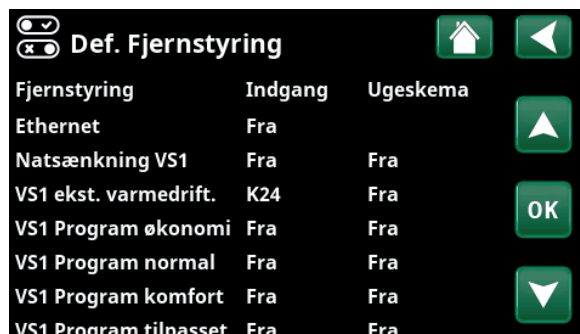 Def. Fjernstyring
Fjernstyring Indgang Ugeskema
Ethernet Fra
Natsænkning VS1 Fra Fra
VS1 ekst. varmedrift. K24 Fra
OK
VS1 Program økonomi Fra Fra
VS1 Program normal Fra Fra
VS1 Program komfort Fra Fra
VS1 Program tilpasset Fra Fra